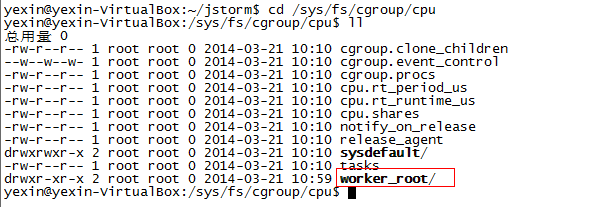 yexin@yexin-VirtualBox:~/jstorm$ cd /sys/fs/cgroup/cpu
yexin@yexin-VirtualBox:/sys/fs/cgroup/cpu$ ll
总用量 0
-rw-r--r-- 1 root root 0 2014-03-21 10:10 cgroup.clone_children
--w--w--w- 1 root root 0 2014-03-21 10:10 cgroup.event_control
-rw-r--r-- 1 root root 0 2014-03-21 10:10 cgroup.procs
-rw-r--r-- 1 root root 0 2014-03-21 10:10 cpu.rt_period_us
-rw-r--r-- 1 root root 0 2014-03-21 10:10 cpu.rt_runtime_us
-rw-r--r-- 1 root root 0 2014-03-21 10:10 cpu.shares
-rw-r--r-- 1 root root 0 2014-03-21 10:10 notify_on_release
-rw-r--r-- 1 root root 0 2014-03-21 10:10 release_agent
drwxrwxr-x 2 root root 0 2014-03-21 10:10 sysdefault/
-rw-r--r-- 1 root root 0 2014-03-21 10:10 tasks
drwxr-xr-x 2 root root 0 2014-03-21 10:59 worker_root/
yexin@yexin-VirtualBox:/sys/fs/cgroup/cpu$